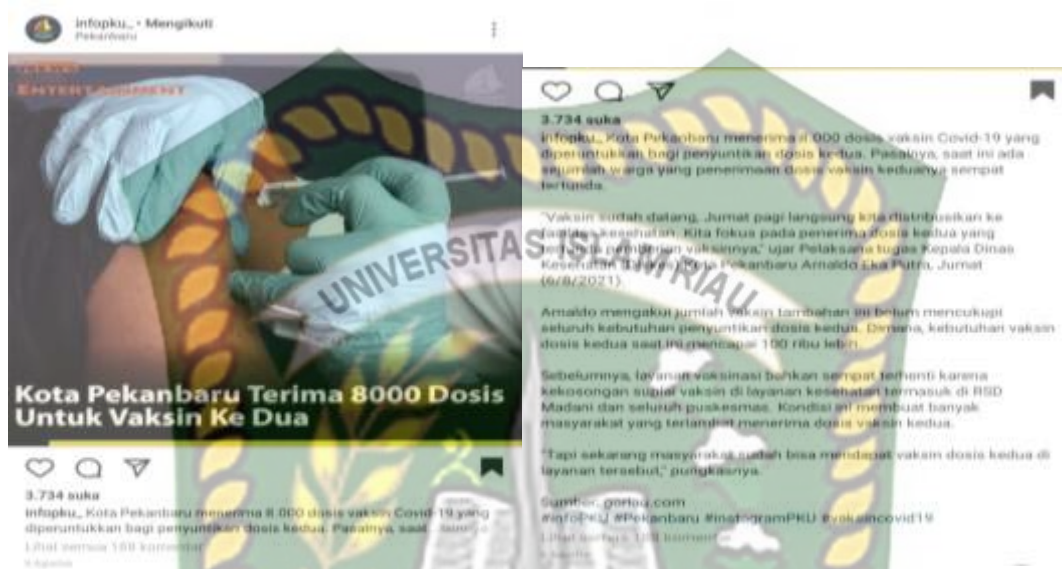 infopku_ • Mengikuti
Pekanbaru
ENTERTAINMENT
Kota Pekanbaru Terima 8000 Dosis
Untuk Vaksin Ke Dua
3.734 suka
infopku_ Kota Pekanbaru menerima 8.000 dosis vaksin Covid-19 yang
diperuntukkan bagi penyuntikan dosis kedua. Pasalnya, saat
Lihat semua 188 komentar
UNIVERSITAS ISLAM RIAU
3.734 suka
infopku_ Kota Pekanbaru menerima 8.000 dosis vaksin Covid-19 yang
diperuntukkan bagi penyuntikan dosis kedua. Pasalnya, saat ini ada
sejumlah warga yang penerimaan dosis vaksin keduanya sempat
tertunda.
"Vaksin sudah datang, Jumat pagi langsung kita distribusikan ke
fasilitas kesehatan. Kita fokus pada penerima dosis kedua yang
tertunda pemberian vaksinnya," ujar Pelaksana tugas Kepala Dinas
Kesehatan (Diskes) Kota Pekanbaru Arnaldo Eka Putra, Jumat
(6/8/2021).
Arnaldo mengakui jumlah vaksin tambahan ini belum mencukupi
seluruh kebutuhan penyuntikan dosis kedua. Dimana, kebutuhan vaksin
dosis kedua saat ini mencapai 100 ribu lebih.
Sebelumnya, layanan vaksinasi bahkan sempat terhenti karena
kekosongan suplai vaksin di layanan kesehatan termasuk di RSD
Madani dan seluruh puskesmas. Kondisi ini membuat banyak
masyarakat yang terlambat menerima dosis vaksin kedua.
"Tapi sekarang masyarakat sudah bisa mendapat vaksin dosis kedua di
layanan tersebut," pungkasnya.
Sumber. goriau.com
#infoPKU #Pekanbaru #InstagramPKU #vaksincovid19
Lihat semua 188 komentar